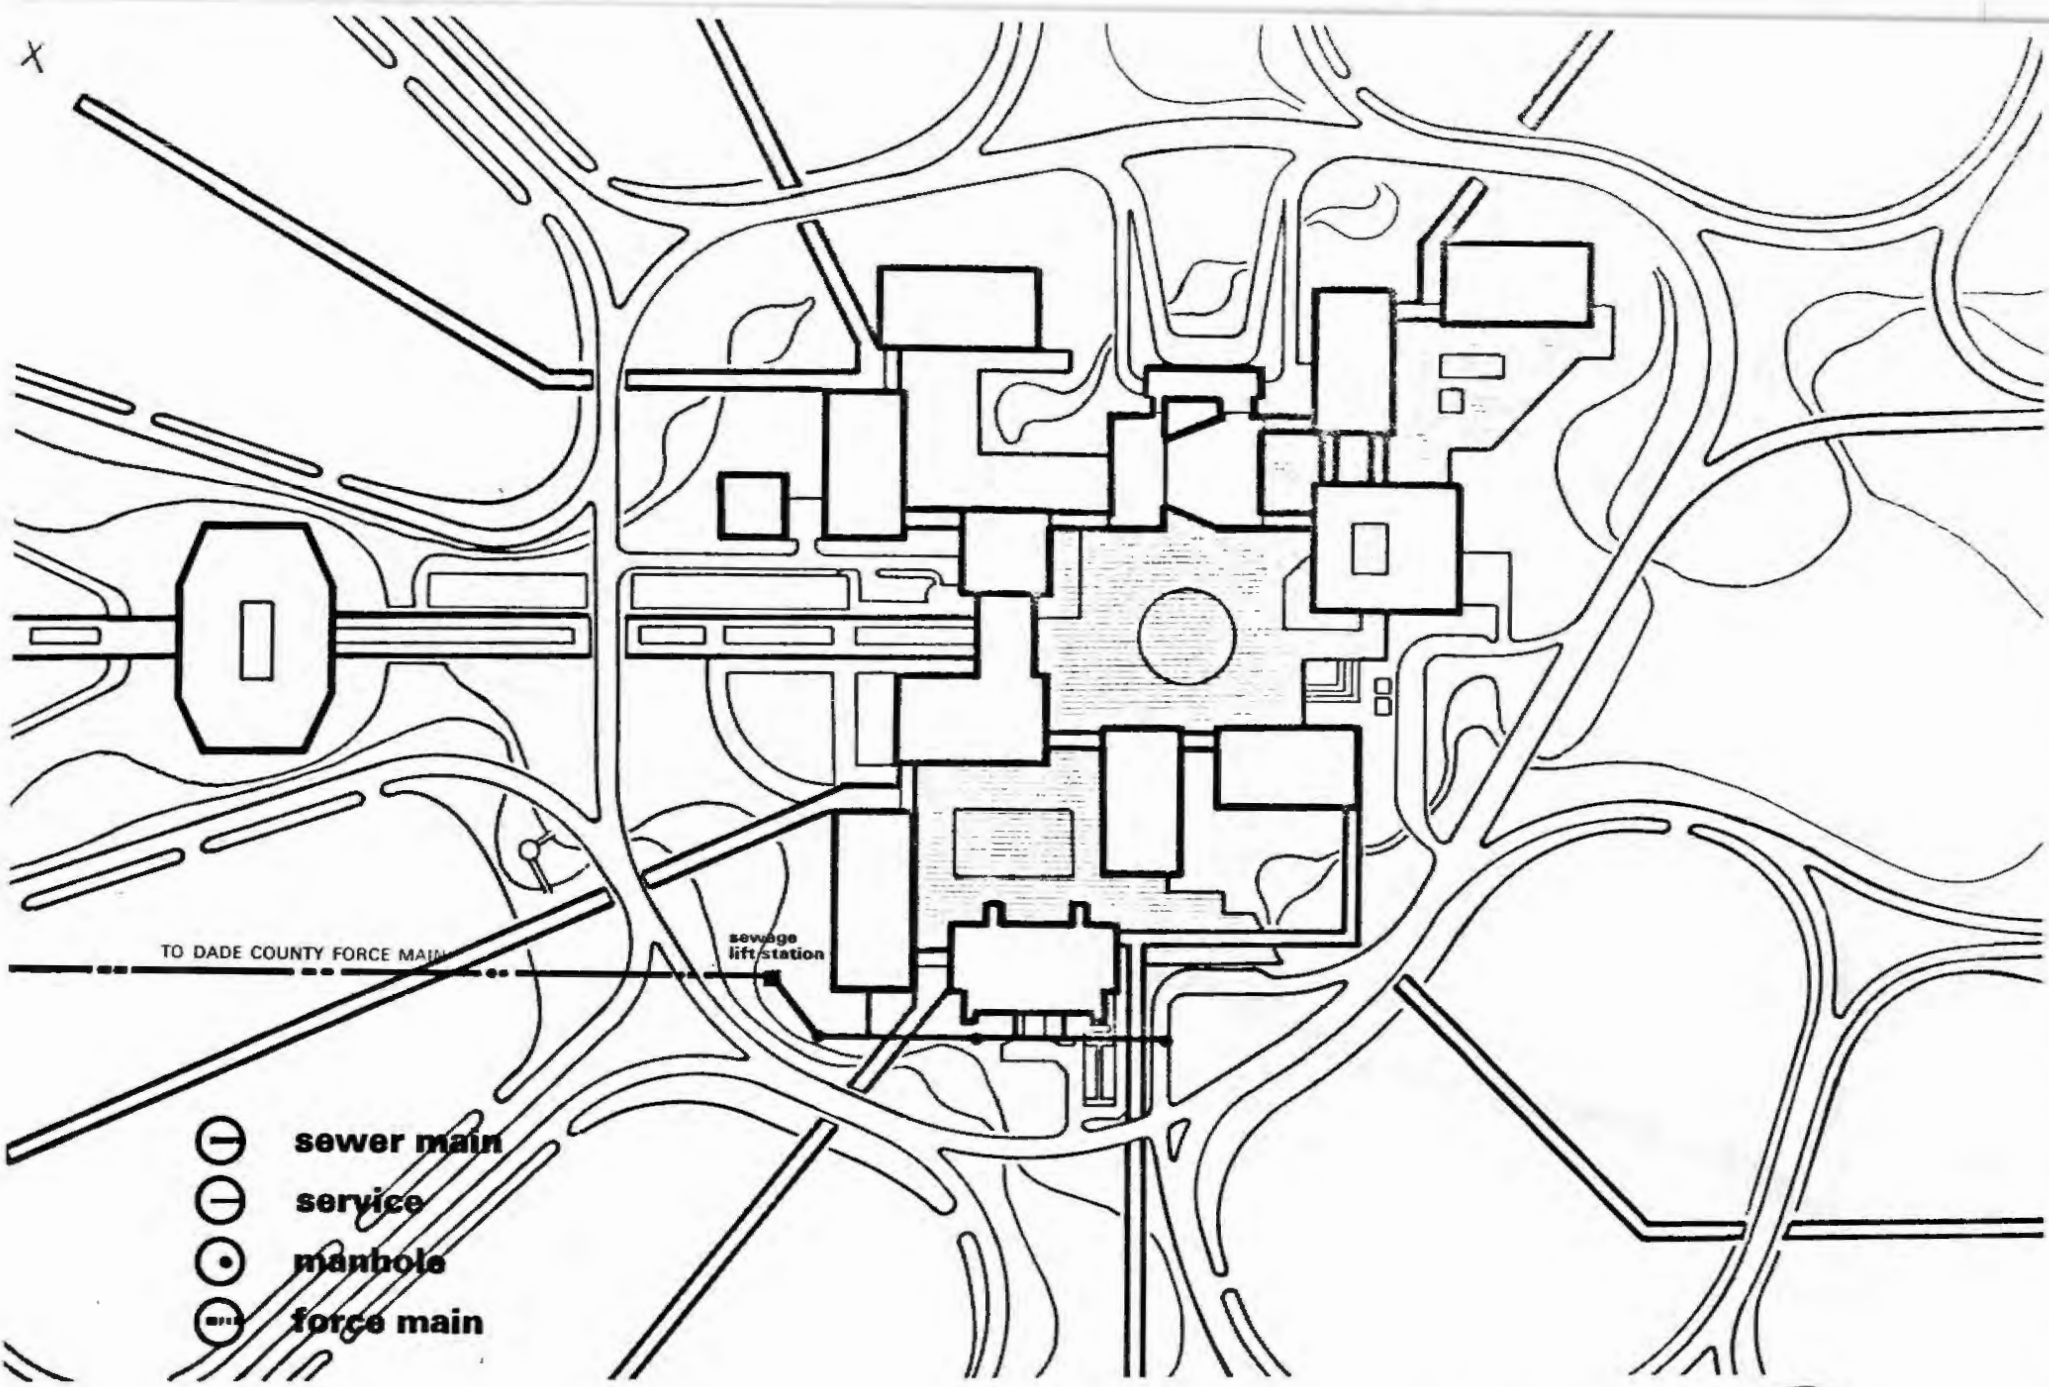 X
TO DADE COUNTY FORCE MAIN
sewage
lift station
sewer main
service
manhole
force main